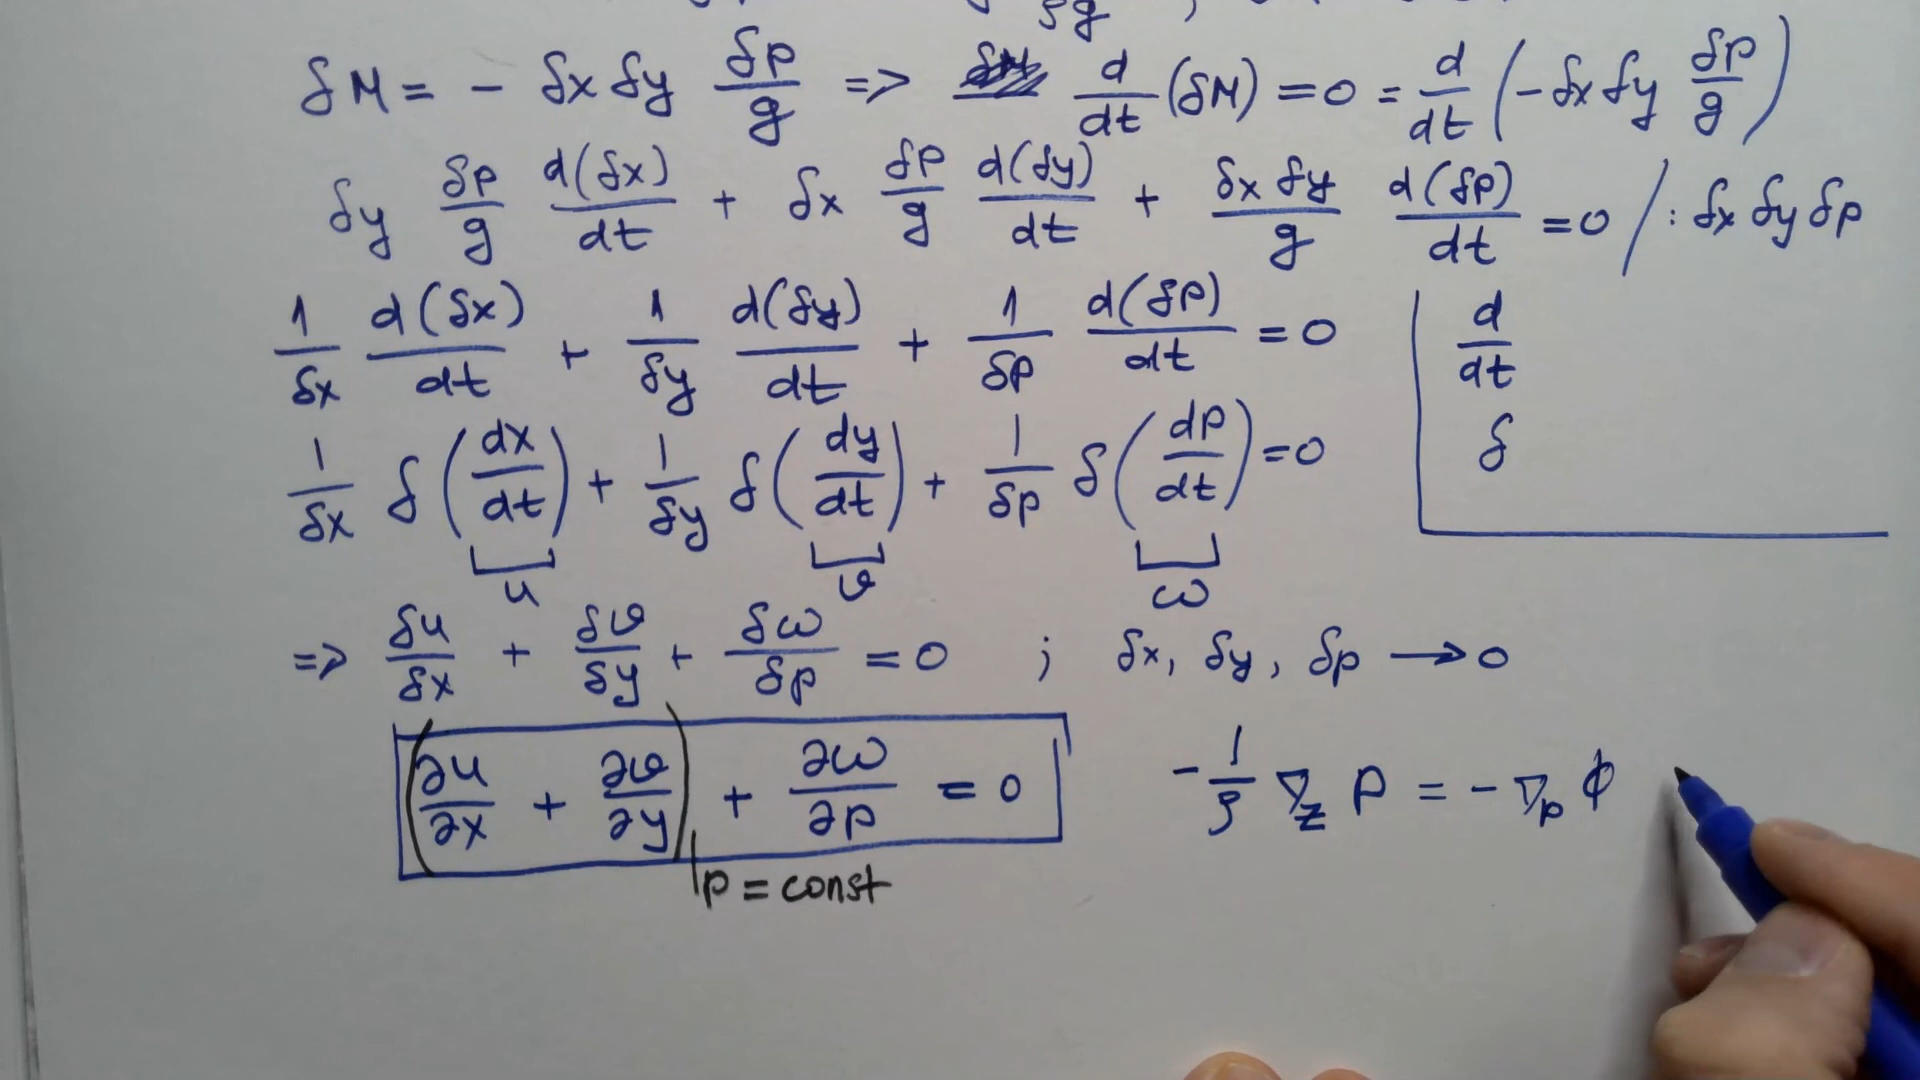 ρg ,
δM = - δx δy δp/g => d/dt (δM) = 0 = d/dt (-δx δy δp/g)
δy δp/g d(δx)/dt + δx δp/g d(δy)/dt + δx δy/g d(δp)/dt = 0 / : δx δy δp
1/δx d(δx)/dt + 1/δy d(δy)/dt + 1/δp d(δp)/dt = 0
d/dt
δ
1/δx δ(dx/dt) + 1/δy δ(dy/dt) + 1/δp δ(dp/dt) = 0
u v ω
=> δu/δx + δv/δy + δω/δp = 0 ; δx, δy, δp → 0
(∂u/∂x + ∂v/∂y) + ∂ω/∂p = 0
p = const
- 1/ρ ∇z P = - ∇p ϕ